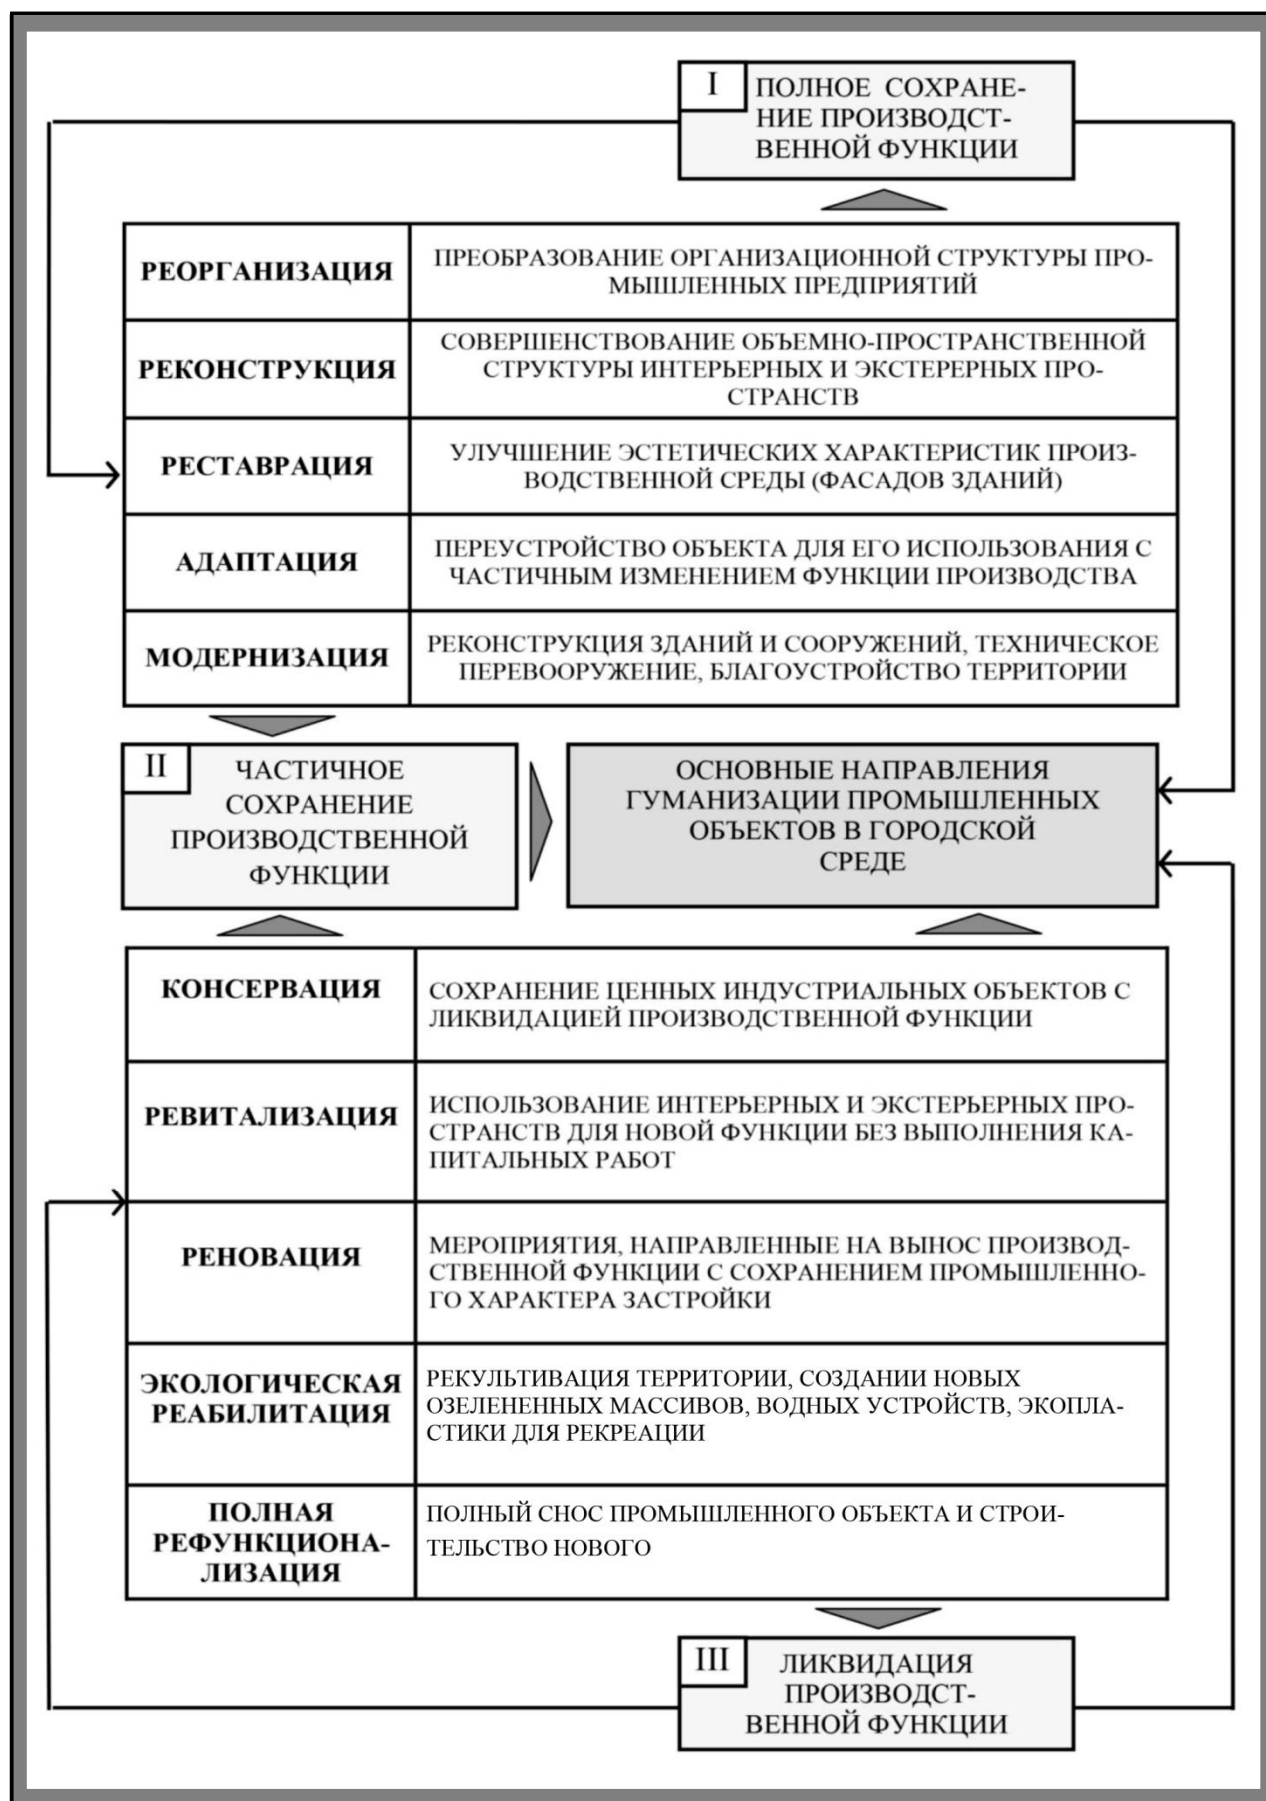 I
ПОЛНОЕ СОХРАНЕ-
НИЕ ПРОИЗВОДСТ-
ВЕННОЙ ФУНКЦИИ
РЕОРГАНИЗАЦИЯ
ПРЕОБРАЗОВАНИЕ ОРГАНИЗАЦИОННОЙ СТРУКТУРЫ ПРО-
МЫШЛЕННЫХ ПРЕДПРИЯТИЙ
РЕКОНСТРУКЦИЯ
СОВЕРШЕНСТВОВАНИЕ ОБЪЕМНО-ПРОСТРАНСТВЕННОЙ
СТРУКТУРЫ ИНТЕРЬЕРНЫХ И ЭКСТЕРЕРНЫХ ПРО-
СТРАНСТВ
РЕСТАВРАЦИЯ
УЛУЧШЕНИЕ ЭСТЕТИЧЕСКИХ ХАРАКТЕРИСТИК ПРОИЗ-
ВОДСТВЕННОЙ СРЕДЫ (ФАСАДОВ ЗДАНИЙ)
АДАПТАЦИЯ
ПЕРЕУСТРОЙСТВО ОБЪЕКТА ДЛЯ ЕГО ИСПОЛЬЗОВАНИЯ С
ЧАСТИЧНЫМ ИЗМЕНЕНИЕМ ФУНКЦИИ ПРОИЗВОДСТВА
МОДЕРНИЗАЦИЯ
РЕКОНСТРУКЦИЯ ЗДАНИЙ И СООРУЖЕНИЙ, ТЕХНИЧЕСКОЕ
ПЕРЕВООРУЖЕНИЕ, БЛАГОУСТРОЙСТВО ТЕРРИТОРИИ
II
ЧАСТИЧНОЕ
СОХРАНЕНИЕ
ПРОИЗВОДСТВЕННОЙ
ФУНКЦИИ
ОСНОВНЫЕ НАПРАВЛЕНИЯ
ГУМАНИЗАЦИИ ПРОМЫШЛЕННЫХ
ОБЪЕКТОВ В ГОРОДСКОЙ
СРЕДЕ
КОНСЕРВАЦИЯ
СОХРАНЕНИЕ ЦЕННЫХ ИНДУСТРИАЛЬНЫХ ОБЪЕКТОВ С
ЛИКВИДАЦИЕЙ ПРОИЗВОДСТВЕННОЙ ФУНКЦИИ
РЕВИТАЛИЗАЦИЯ
ИСПОЛЬЗОВАНИЕ ИНТЕРЬЕРНЫХ И ЭКСТЕРЬЕРНЫХ ПРО-
СТРАНСТВ ДЛЯ НОВОЙ ФУНКЦИИ БЕЗ ВЫПОЛНЕНИЯ КА-
ПИТАЛЬНЫХ РАБОТ
РЕНОВАЦИЯ
МЕРОПРИЯТИЯ, НАПРАВЛЕННЫЕ НА ВЫНОС ПРОИЗВОД-
СТВЕННОЙ ФУНКЦИИ С СОХРАНЕНИЕМ ПРОМЫШЛЕННО-
ГО ХАРАКТЕРА ЗАСТРОЙКИ
ЭКОЛОГИЧЕСКАЯ
РЕАБИЛИТАЦИЯ
РЕКУЛЬТИВАЦИЯ ТЕРРИТОРИИ, СОЗДАНИИ НОВЫХ
ОЗЕЛЕНЕННЫХ МАССИВОВ, ВОДНЫХ УСТРОЙСТВ, ЭКОПЛА-
СТИКИ ДЛЯ РЕКРЕАЦИИ
ПОЛНАЯ
РЕФУНКЦИОНА-
ЛИЗАЦИЯ
ПОЛНЫЙ СНОС ПРОМЫШЛЕННОГО ОБЪЕКТА И СТРОИ-
ТЕЛЬСТВО НОВОГО
III
ЛИКВИДАЦИЯ
ПРОИЗВОДСТ-
ВЕННОЙ ФУНКЦИИ